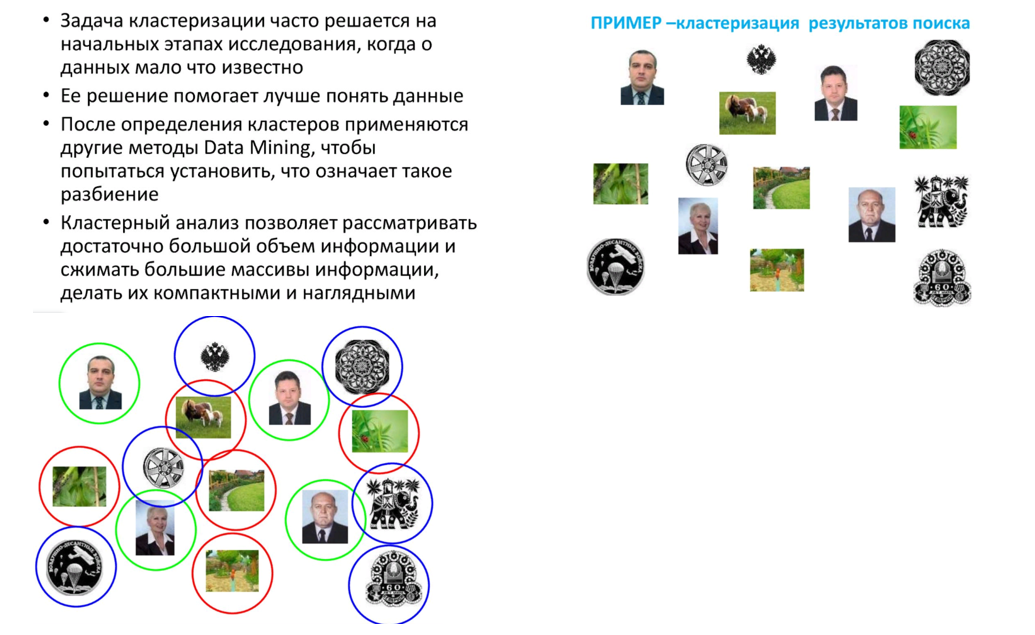 • Задача кластеризации часто решается на
начальных этапах исследования, когда о
данных мало что известно
• Ее решение помогает лучше понять данные
• После определения кластеров применяются
другие методы Data Mining, чтобы
попытаться установить, что означает такое
разбиение
• Кластерный анализ позволяет рассматривать
достаточно большой объем информации и
сжимать большие массивы информации,
делать их компактными и наглядными
ПРИМЕР –кластеризация результатов поиска
60
60